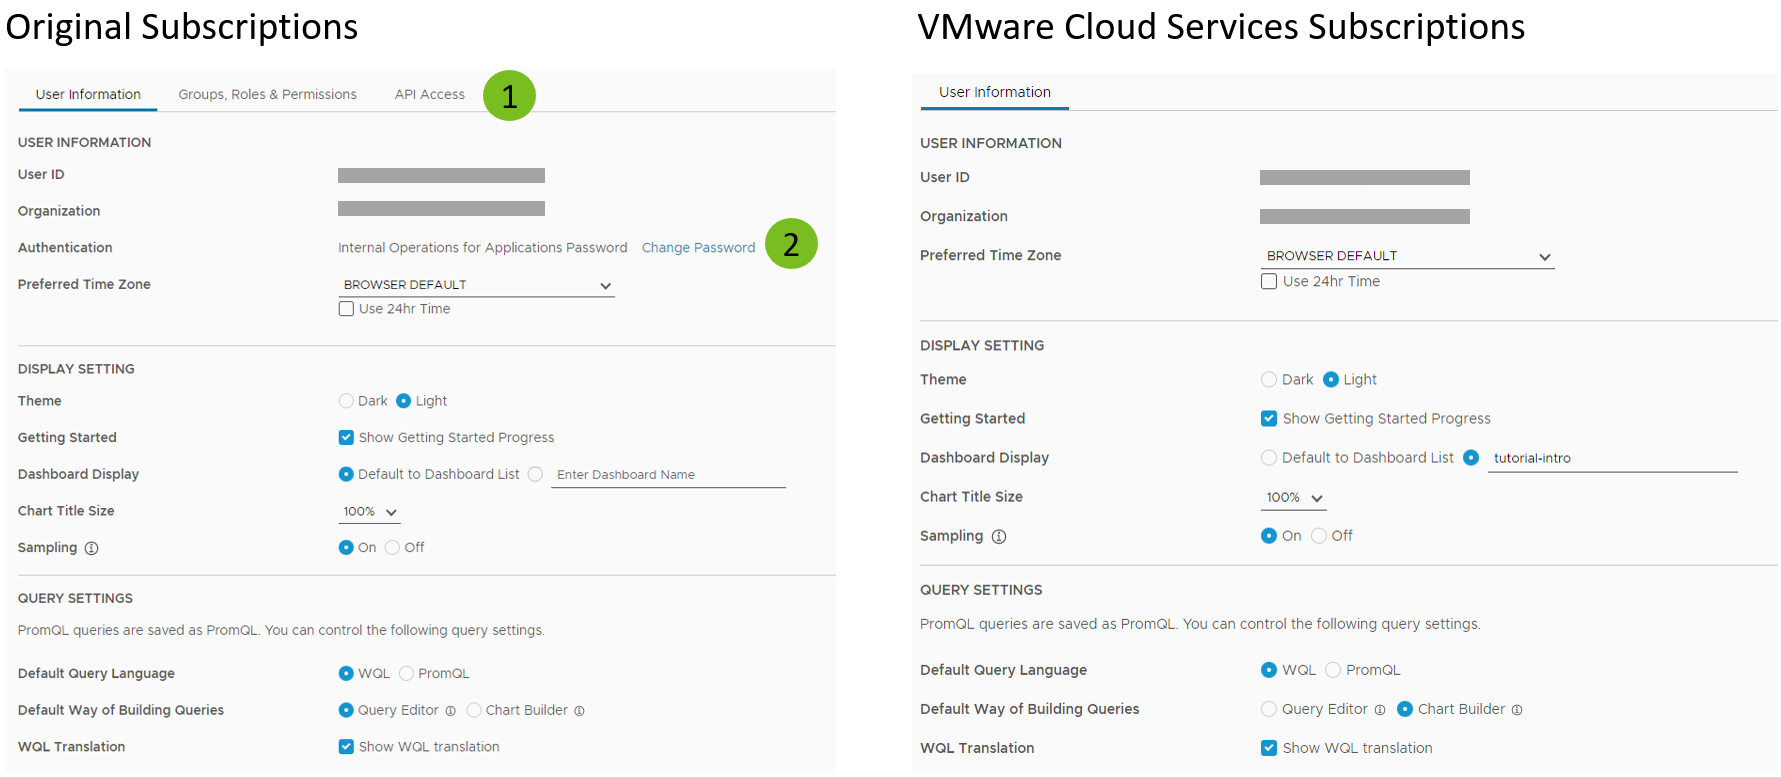 Original Subscriptions
User Information Groups, Roles & Permissions API Access 1
USER INFORMATION
User ID
Organization
Authentication Internal Operations for Applications Password Change Password 2
Preferred Time Zone BROWSER DEFAULT
Use 24hr Time
DISPLAY SETTING
Theme Dark Light
Getting Started Show Getting Started Progress
Dashboard Display Default to Dashboard List Enter Dashboard Name
Chart Title Size 100%
Sampling On Off
QUERY SETTINGS
PromQL queries are saved as PromQL. You can control the following query settings.
Default Query Language WQL PromQL
Default Way of Building Queries Query Editor Chart Builder
WQL Translation Show WQL translation
VMware Cloud Services Subscriptions
User Information
USER INFORMATION
User ID
Organization
Preferred Time Zone BROWSER DEFAULT
Use 24hr Time
DISPLAY SETTING
Theme Dark Light
Getting Started Show Getting Started Progress
Dashboard Display Default to Dashboard List tutorial-intro
Chart Title Size 100%
Sampling On Off
QUERY SETTINGS
PromQL queries are saved as PromQL. You can control the following query settings.
Default Query Language WQL PromQL
Default Way of Building Queries Query Editor Chart Builder
WQL Translation Show WQL translation